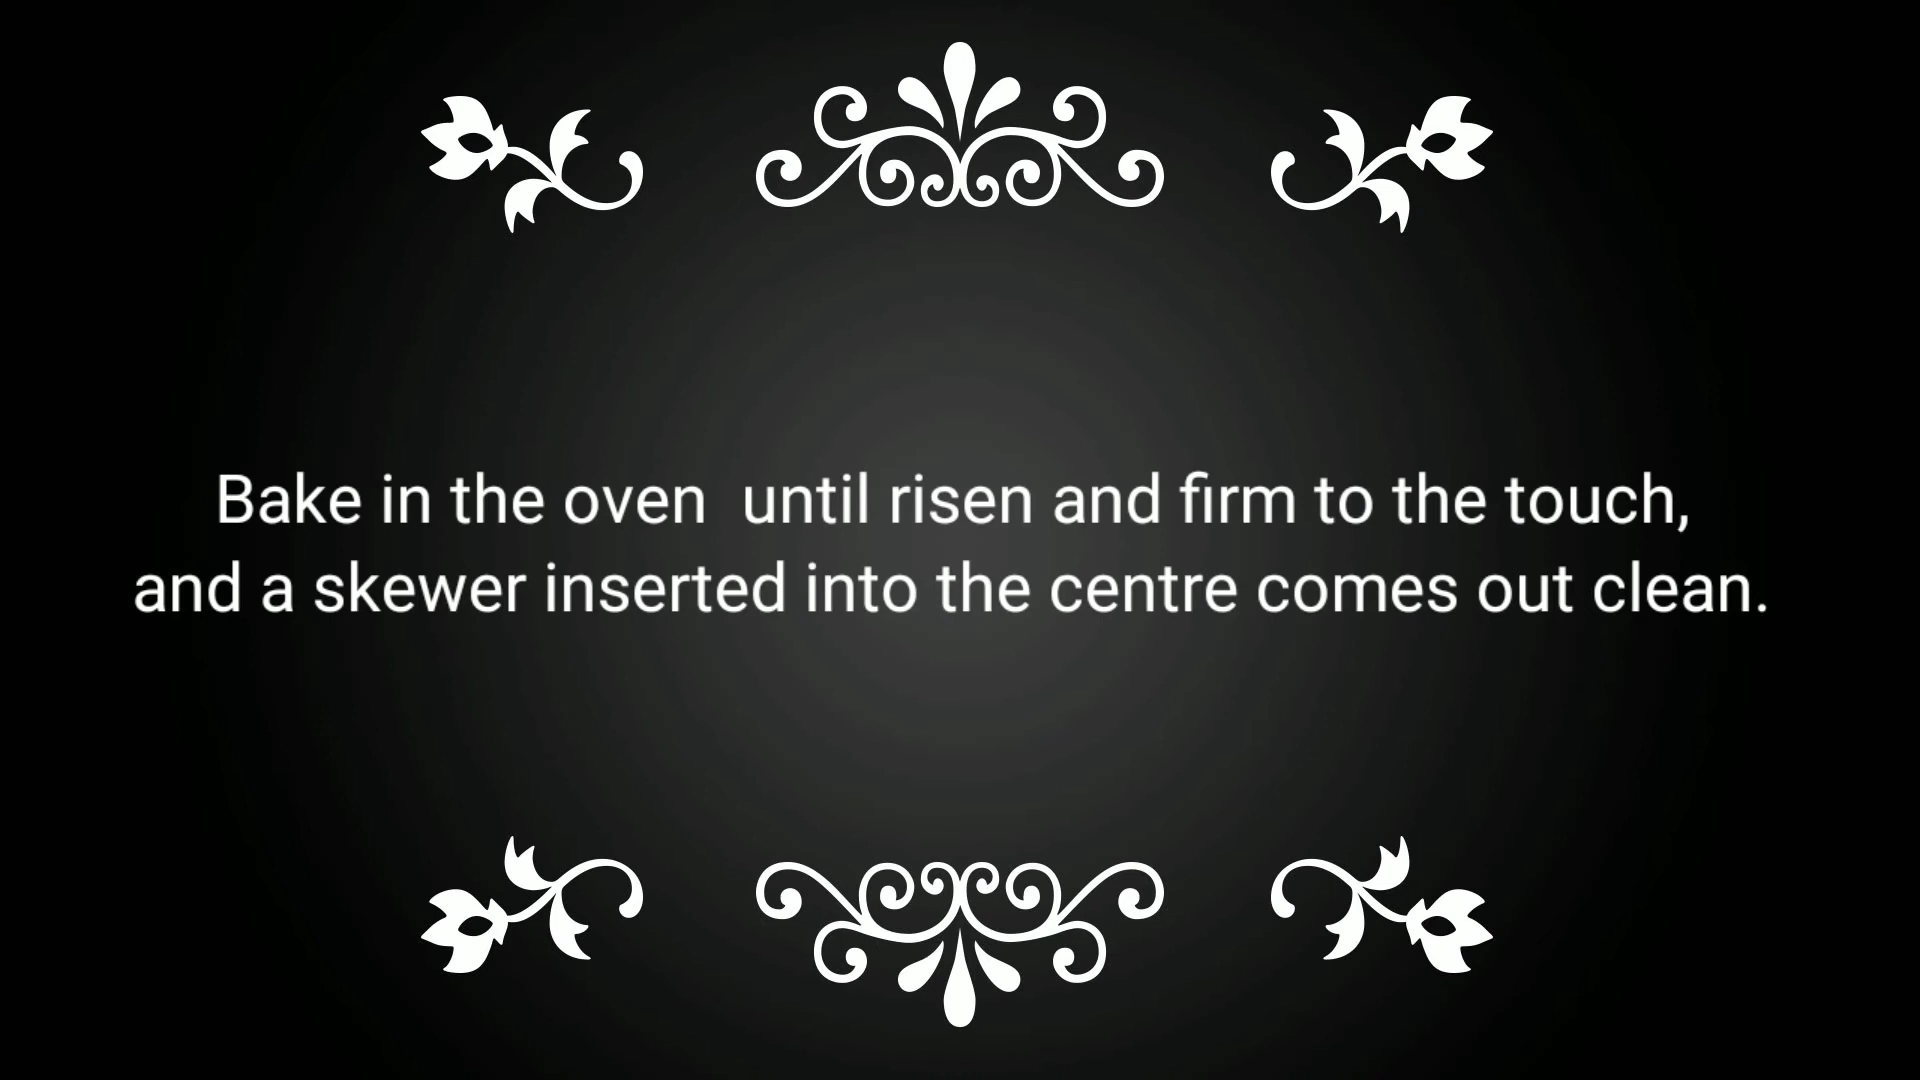 Bake in the oven  until risen and firm to the touch,
and a skewer inserted into the centre comes out clean.